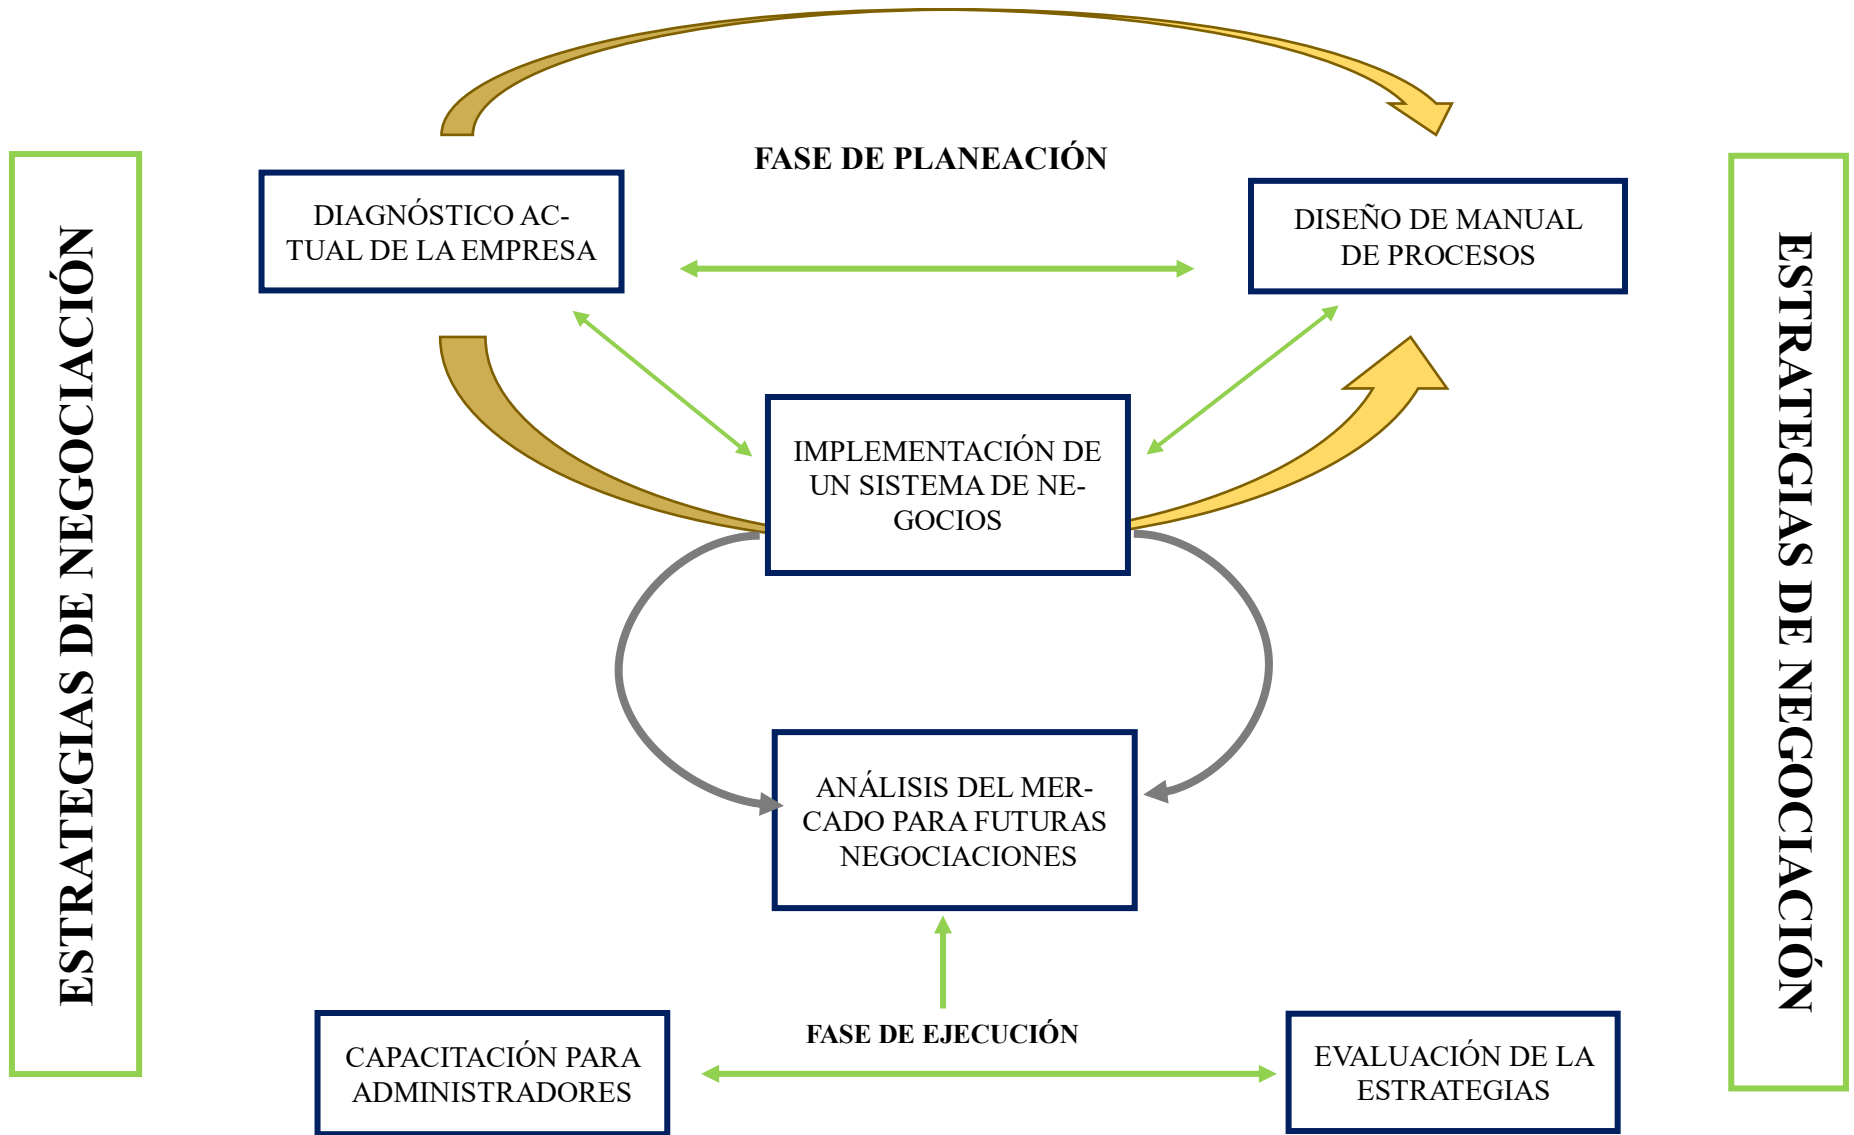 ESTRATEGIAS DE NEGOCIACIÓN
FASE DE PLANEACIÓN
DIAGNÓSTICO AC-
TUAL DE LA EMPRESA
DISEÑO DE MANUAL
DE PROCESOS
IMPLEMENTACIÓN DE
UN SISTEMA DE NE-
GOCIOS
ANÁLISIS DEL MER-
CADO PARA FUTURAS
NEGOCIACIONES
FASE DE EJECUCIÓN
CAPACITACIÓN PARA
ADMINISTRADORES
EVALUACIÓN DE LA
ESTRATEGIAS
ESTRATEGIAS DE NEGOCIACIÓN